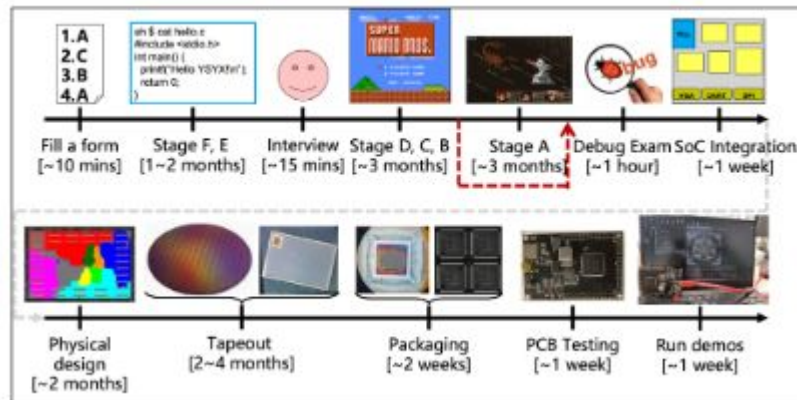 1.A
2.C
3.B
4.A
sh $ cat hello.c
#include <stdio.h>
int main() {
printf("Hello YSYX!\n");
return 0;
}
SUPER
MARIO BROS.
bug
Fill a form
[~10 mins]
Stage F, E
[1~2 months]
Interview
[~15 mins]
Stage D, C, B
[~3 months]
Stage A
[~3 months]
Debug Exam
[~1 hour]
SoC Integration
[~1 week]
Physical
design
[~2 months]
Tapeout
[2~4 months]
Packaging
[~2 weeks]
PCB Testing
[~1 week]
Run demos
[~1 week]